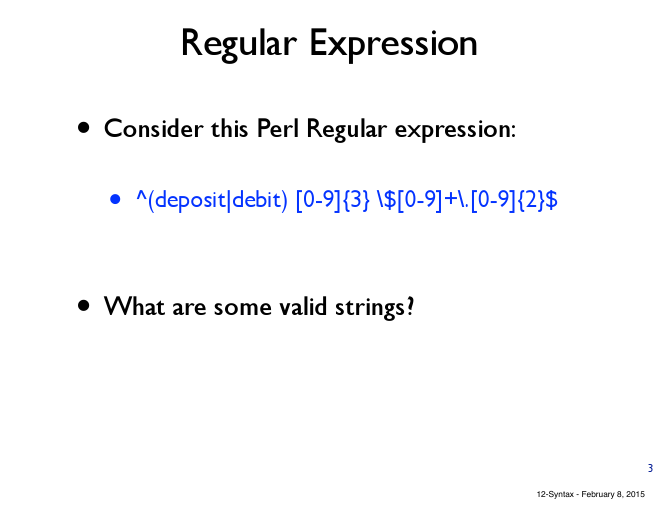 Regular Expression
• Consider this Perl Regular expression:
• ^(deposit|debit) [0-9]{3} \$[0-9]+\.[0-9]{2}$
• What are some valid strings?
3
12-Syntax - February 8, 2015